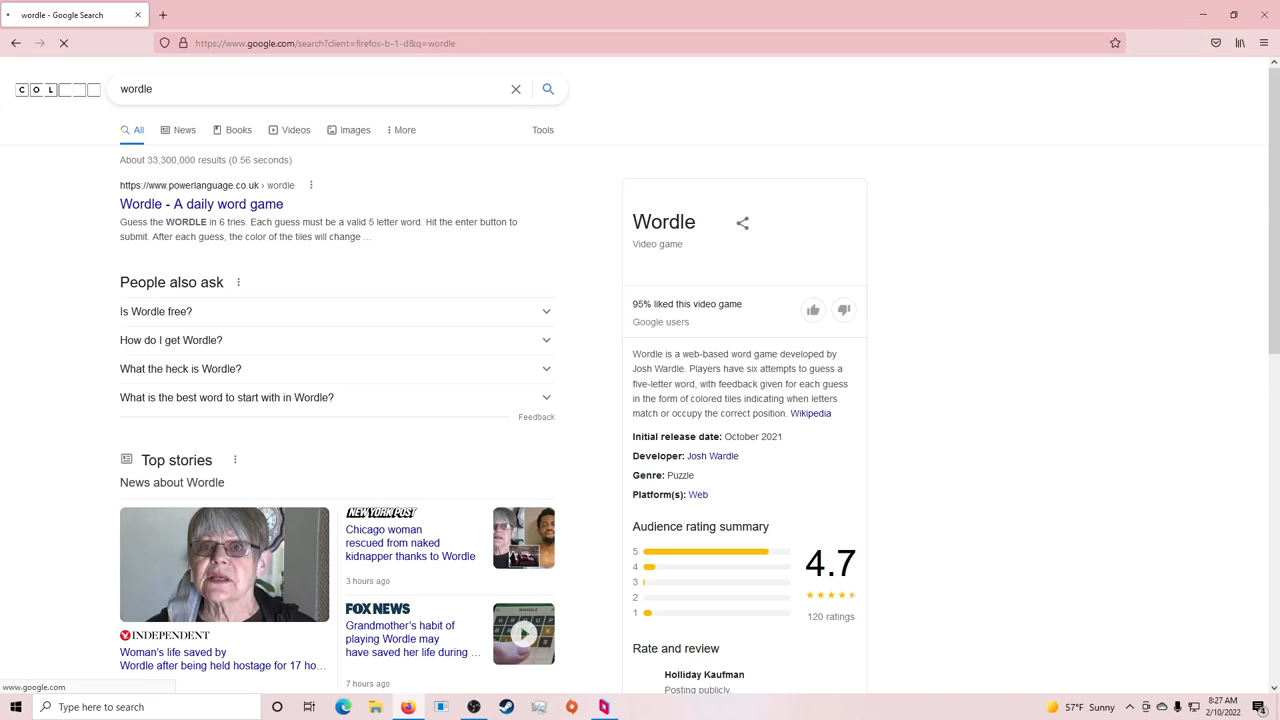 wordle - Google Search
https://www.google.com/search?client=firefox-b-1-d&q=wordle
C O L
wordle
All News Books Videos Images More Tools
About 33,300,000 results (0.56 seconds)
https://www.powerlanguage.co.uk › wordle
Wordle - A daily word game
Guess the WORDLE in 6 tries. Each guess must be a valid 5 letter word. Hit the enter button to
submit. After each guess, the color of the tiles will change ...
People also ask
Is Wordle free?
How do I get Wordle?
What the heck is Wordle?
What is the best word to start with in Wordle?
Feedback
Top stories
News about Wordle
INDEPENDENT
Woman's life saved by
Wordle after being held hostage for 17 ho...
NEW YORK POST
Chicago woman
rescued from naked
kidnapper thanks to Wordle
3 hours ago
FOX NEWS
Grandmother's habit of
playing Wordle may
have saved her life during ...
7 hours ago
Wordle
Video game
95% liked this video game
Google users
Wordle is a web-based word game developed by
Josh Wardle. Players have six attempts to guess a
five-letter word, with feedback given for each guess
in the form of colored tiles indicating when letters
match or occupy the correct position. Wikipedia
Initial release date: October 2021
Developer: Josh Wardle
Genre: Puzzle
Platform(s): Web
Audience rating summary
5
4
3
2
1
4.7
120 ratings
Rate and review
Holliday Kaufman
Posting publicly.
www.google.com
Type here to search
57°F Sunny
8:27 AM
2/10/2022
4